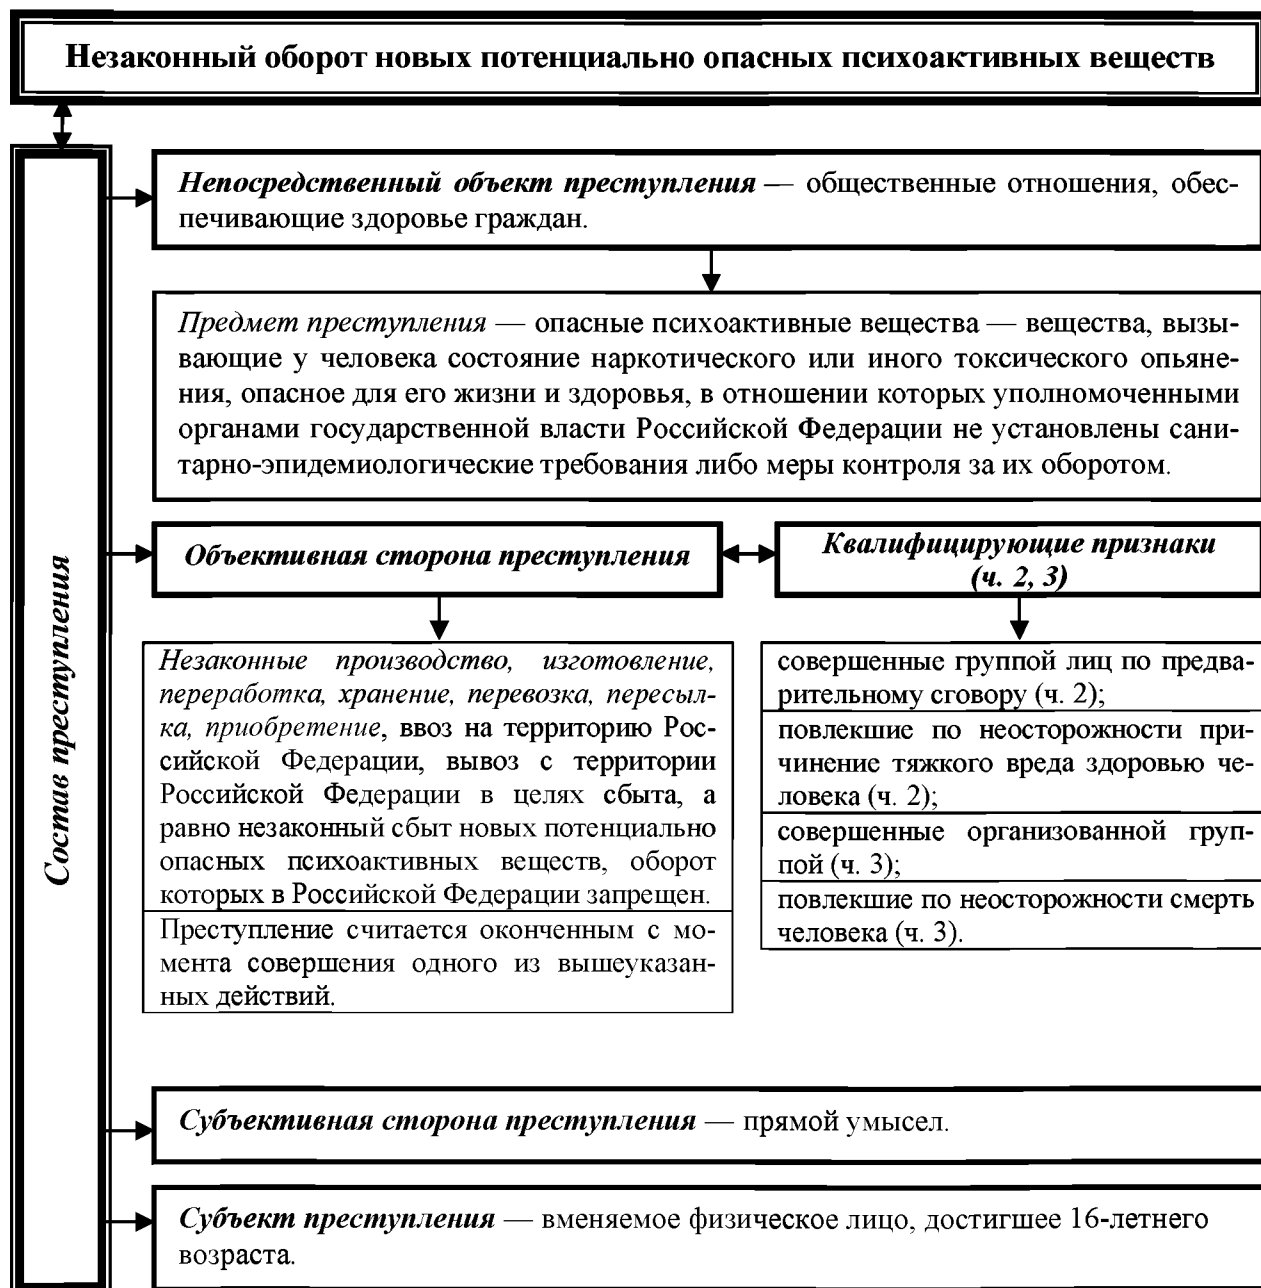 Незаконный оборот новых потенциально опасных психоактивных веществ
Состав преступления
Непосредственный объект преступления — общественные отношения, обес-
печивающие здоровье граждан.
Предмет преступления — опасные психоактивные вещества — вещества, вызы-
вающие у человека состояние наркотического или иного токсического опьяне-
ния, опасное для его жизни и здоровья, в отношении которых уполномоченными
органами государственной власти Российской Федерации не установлены сани-
тарно-эпидемиологические требования либо меры контроля за их оборотом.
Объективная сторона преступления
Квалифицирующие признаки
(ч. 2, 3)
Незаконные производство, изготовление,
переработка, хранение, перевозка, пересыл-
ка, приобретение, ввоз на территорию Рос-
сийской Федерации, вывоз с территории
Российской Федерации в целях сбыта, а
равно незаконный сбыт новых потенциально
опасных психоактивных веществ, оборот
которых в Российской Федерации запрещен.
Преступление считается оконченным с мо-
мента совершения одного из вышеуказан-
ных действий.
совершенные группой лиц по предва-
рительному сговору (ч. 2);
повлекшие по неосторожности при-
чинение тяжкого вреда здоровью че-
ловека (ч. 2);
совершенные организованной груп-
пой (ч. 3);
повлекшие по неосторожности смерть
человека (ч. 3).
Субъективная сторона преступления — прямой умысел.
Субъект преступления — вменяемое физическое лицо, достигшее 16-летнего
возраста.